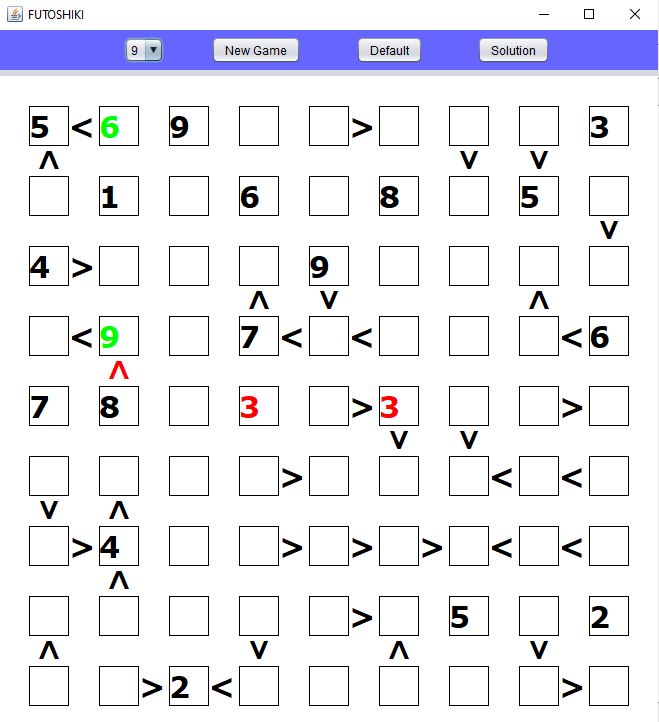 FUTOSHIKI
9 New Game Default Solution
5 < 6 9 > 3
∧ ∨ ∨
1 6 8 5
∨
4 > 9
∧ ∨ ∧
< 9 7 < < < 6
∧
7 8 3 > 3 >
∨ ∨
> < <
∨ ∧
> 4 > > > < <
∧
> 5 2
∧ ∨ ∧ ∨
> 2 < >